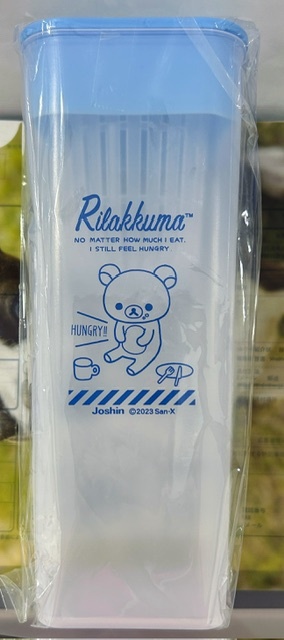 Rilakkuma™
NO MATTER HOW MUCH I EAT.
I STILL FEEL HUNGRY
HUNGRY!!
Joshin ©2023 San-X